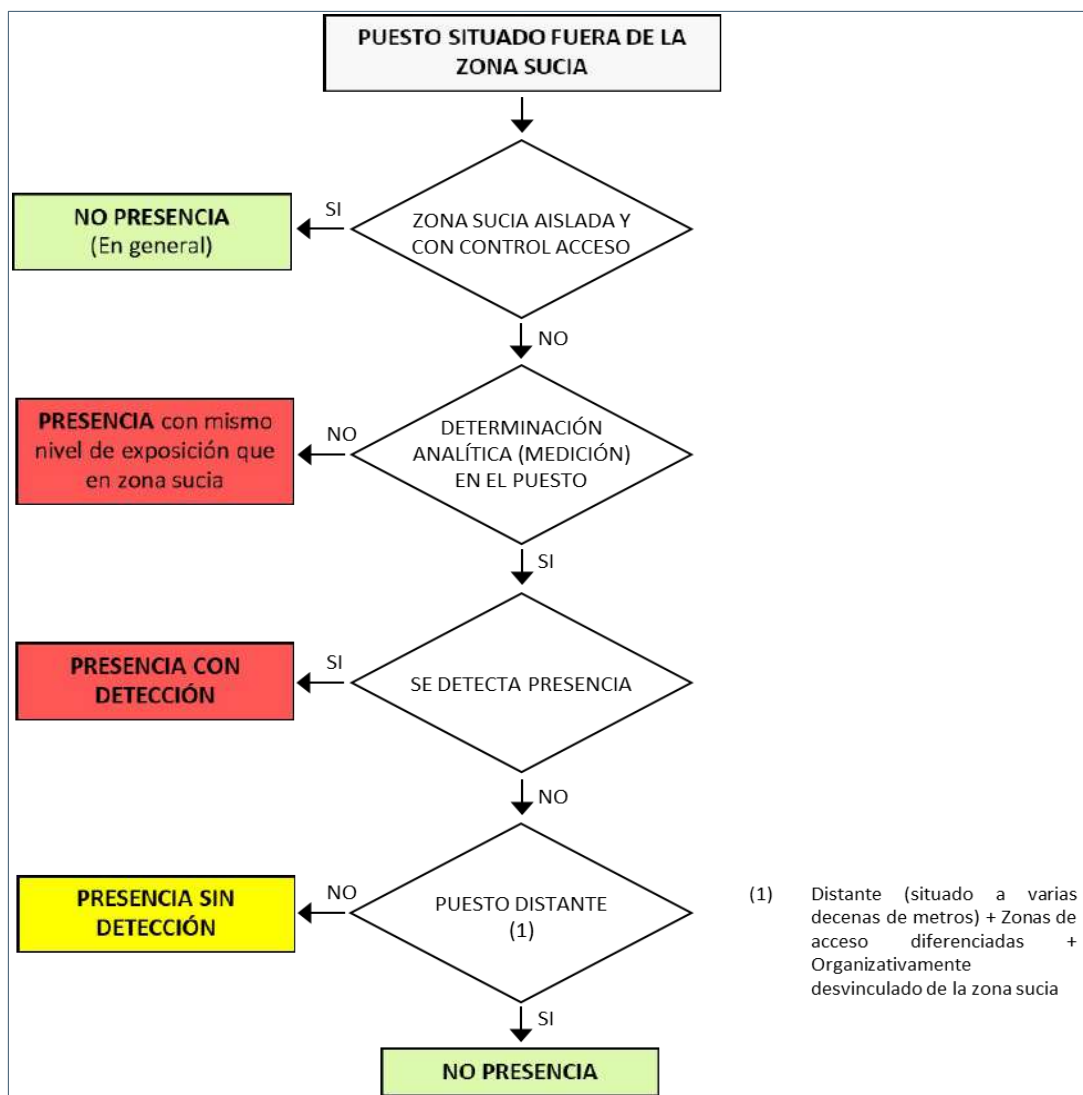 PUESTO SITUADO FUERA DE LA
ZONA SUCIA
ZONA SUCIA AISLADA Y
CON CONTROL ACCESO
SI
NO PRESENCIA
(En general)
NO
DETERMINACIÓN
ANALÍTICA (MEDICIÓN)
EN EL PUESTO
NO
PRESENCIA con mismo
nivel de exposición que
en zona sucia
SI
SE DETECTA PRESENCIA
SI
PRESENCIA CON
DETECCIÓN
NO
PUESTO DISTANTE
(1)
NO
PRESENCIA SIN
DETECCIÓN
(1) Distante (situado a varias
decenas de metros) + Zonas de
acceso diferenciadas +
Organizativamente
desvinculado de la zona sucia
SI
NO PRESENCIA